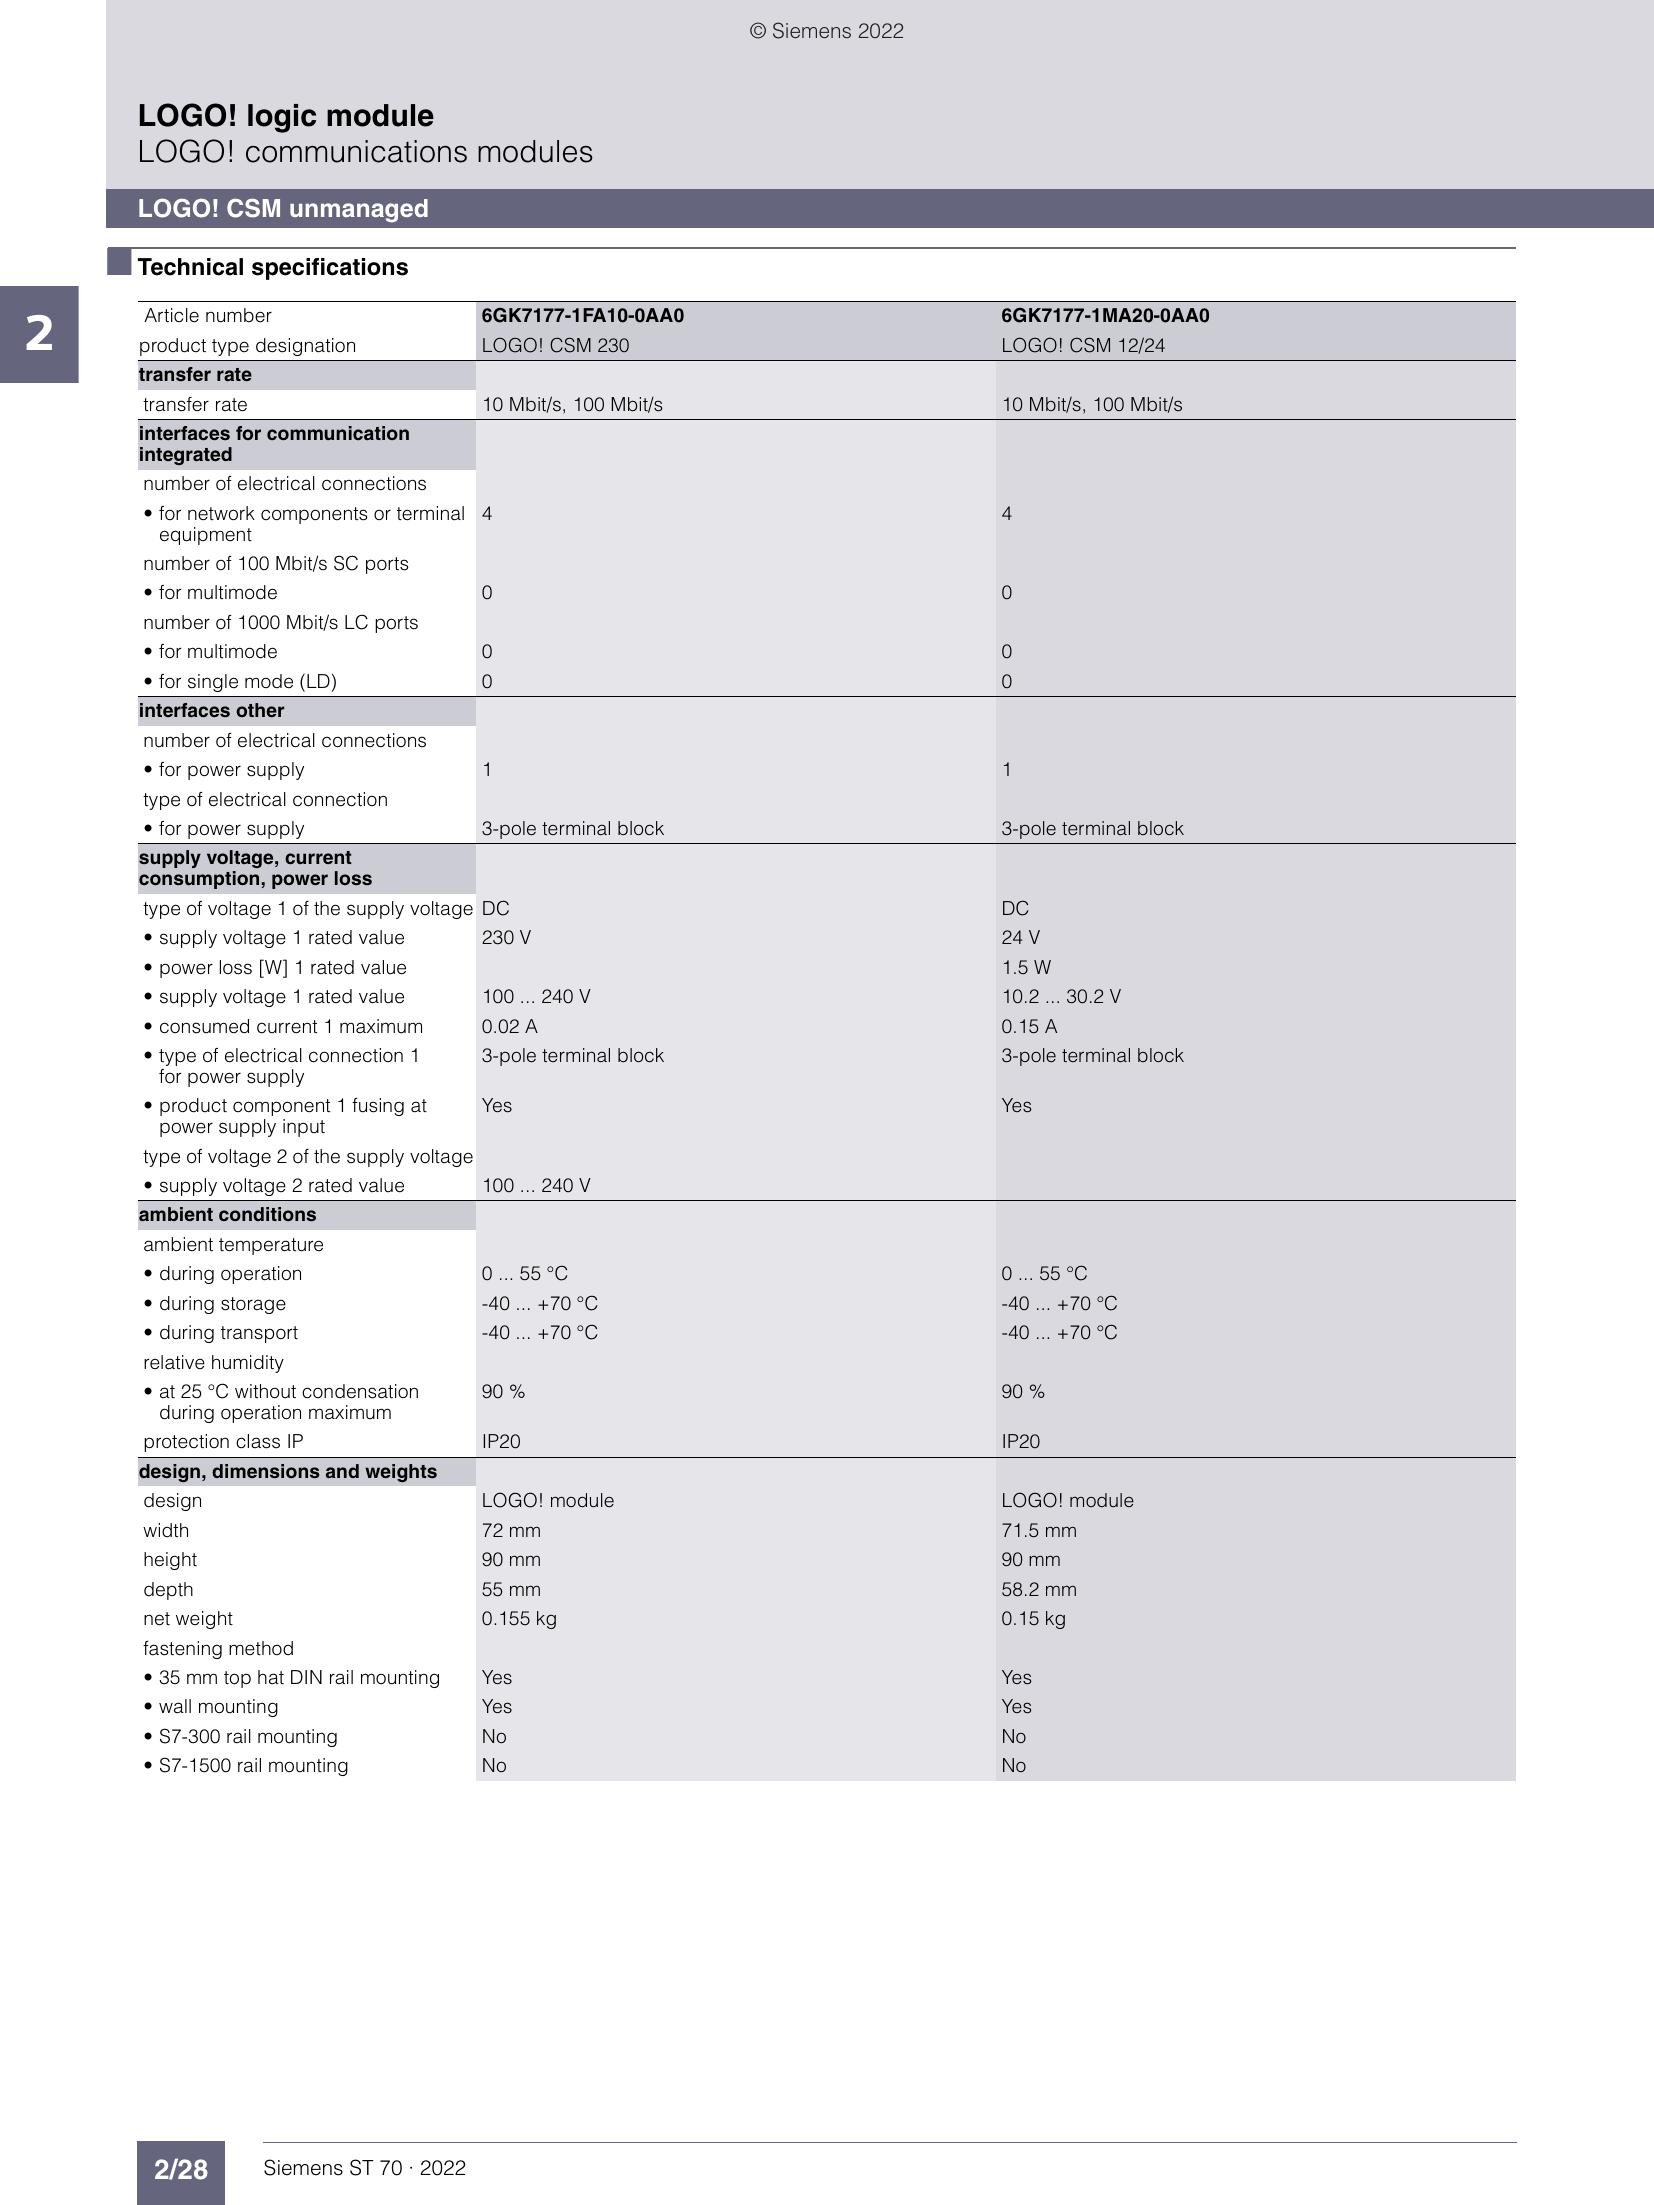 © Siemens 2022
LOGO! logic module
LOGO! communications modules
LOGO! CSM unmanaged
Technical specifications
2
Article number 6GK7177-1FA10-0AA0 6GK7177-1MA20-0AA0
product type designation LOGO! CSM 230 LOGO! CSM 12/24
transfer rate
transfer rate 10 Mbit/s, 100 Mbit/s 10 Mbit/s, 100 Mbit/s
interfaces for communication
integrated
number of electrical connections
• for network components or terminal 4 4
equipment
number of 100 Mbit/s SC ports
• for multimode 0 0
number of 1000 Mbit/s LC ports
• for multimode 0 0
• for single mode (LD) 0 0
interfaces other
number of electrical connections
• for power supply 1 1
type of electrical connection
• for power supply 3-pole terminal block 3-pole terminal block
supply voltage, current
consumption, power loss
type of voltage 1 of the supply voltage DC DC
• supply voltage 1 rated value 230 V 24 V
• power loss [W] 1 rated value 1.5 W
• supply voltage 1 rated value 100 ... 240 V 10.2 ... 30.2 V
• consumed current 1 maximum 0.02 A 0.15 A
• type of electrical connection 1 3-pole terminal block 3-pole terminal block
for power supply
• product component 1 fusing at Yes Yes
power supply input
type of voltage 2 of the supply voltage
• supply voltage 2 rated value 100 ... 240 V
ambient conditions
ambient temperature
• during operation 0 ... 55 °C 0 ... 55 °C
• during storage -40 ... +70 °C -40 ... +70 °C
• during transport -40 ... +70 °C -40 ... +70 °C
relative humidity
• at 25 °C without condensation 90 % 90 %
during operation maximum
protection class IP IP20 IP20
design, dimensions and weights
design LOGO! module LOGO! module
width 72 mm 71.5 mm
height 90 mm 90 mm
depth 55 mm 58.2 mm
net weight 0.155 kg 0.15 kg
fastening method
• 35 mm top hat DIN rail mounting Yes Yes
• wall mounting Yes Yes
• S7-300 rail mounting No No
• S7-1500 rail mounting No No
2/28 Siemens ST 70 · 2022